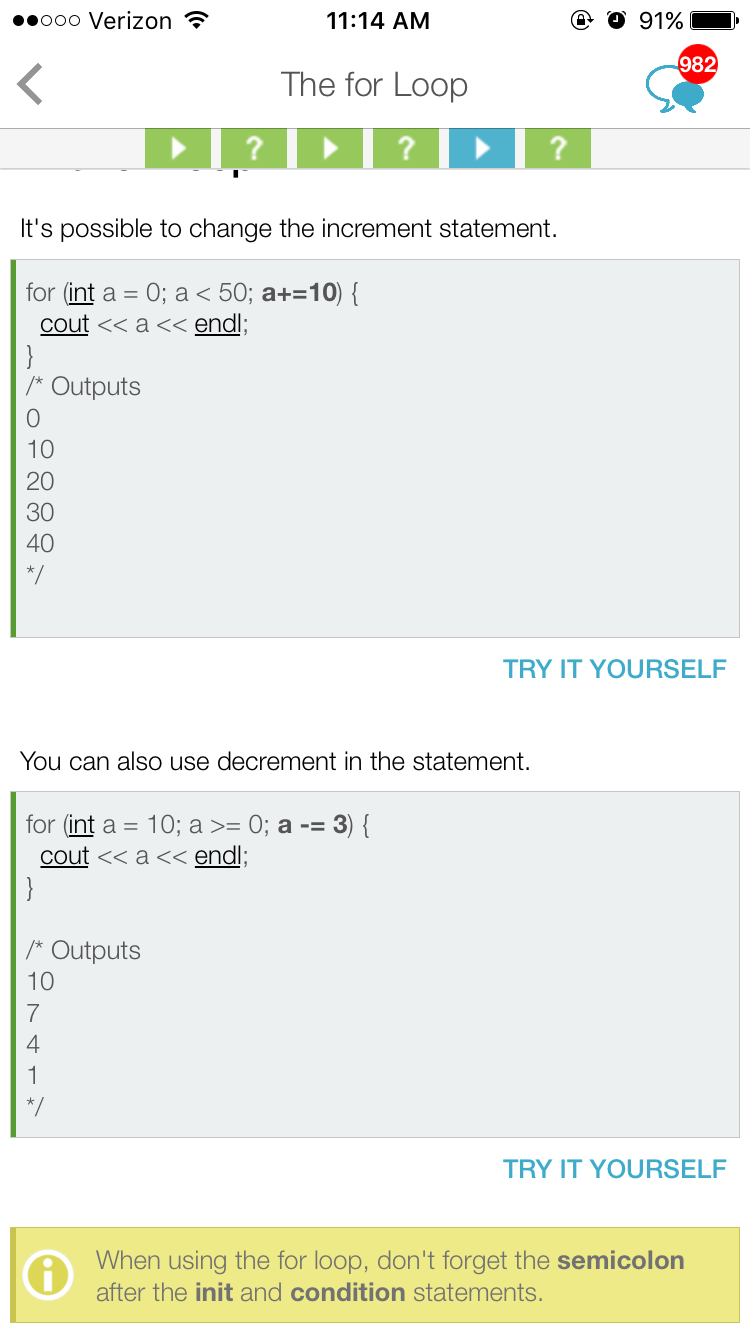 Verizon 11:14 AM 91%
The for Loop
982
? ? ?
It's possible to change the increment statement.
for (int a = 0; a < 50; a+=10) {
cout << a << endl;
}
/* Outputs
0
10
20
30
40
*/
TRY IT YOURSELF
You can also use decrement in the statement.
for (int a = 10; a >= 0; a -= 3) {
cout << a << endl;
}
/* Outputs
10
7
4
1
*/
TRY IT YOURSELF
When using the for loop, don't forget the semicolon
after the init and condition statements.